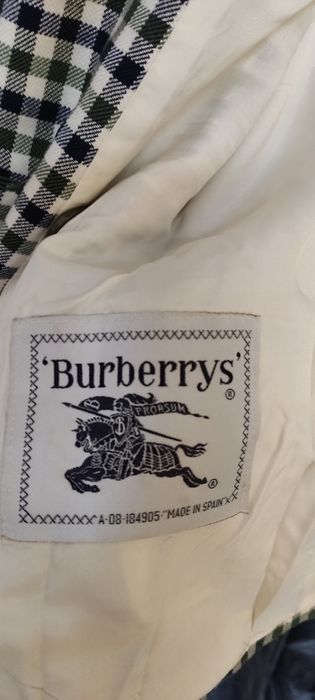 'Burberrys'
®
PRORSUM
B
®
A-08-184905-"MADE IN SPAIN"